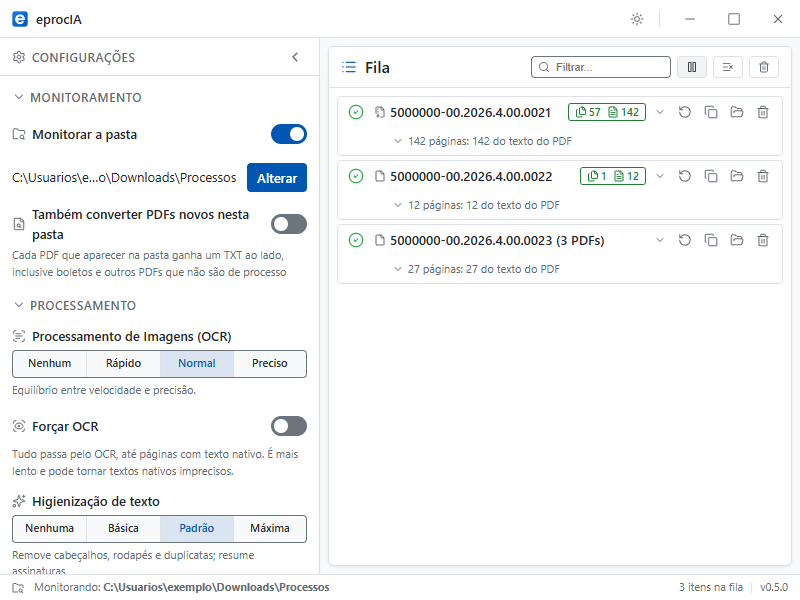 eprocIA
CONFIGURAÇÕES
MONITORAMENTO
Monitorar a pasta
C:\Usuarios\e...o\Downloads\Processos
Alterar
Também converter PDFs novos nesta
pasta
Cada PDF que aparecer na pasta ganha um TXT ao lado,
inclusive boletos e outros PDFs que não são de processo
PROCESSAMENTO
Processamento de Imagens (OCR)
Nenhum Rápido Normal Preciso
Equilíbrio entre velocidade e precisão.
Forçar OCR
Tudo passa pelo OCR, até páginas com texto nativo. É mais
lento e pode tornar textos nativos imprecisos.
Higienização de texto
Nenhuma Básica Padrão Máxima
Remove cabeçalhos, rodapés e duplicatas; resume
assinaturas
Fila
Filtrar...
5000000-00.2026.4.00.0021 57 142
142 páginas: 142 do texto do PDF
5000000-00.2026.4.00.0022 1 12
12 páginas: 12 do texto do PDF
5000000-00.2026.4.00.0023 (3 PDFs)
27 páginas: 27 do texto do PDF
Monitorando: C:\Usuarios\exemplo\Downloads\Processos
3 itens na fila
v0.5.0